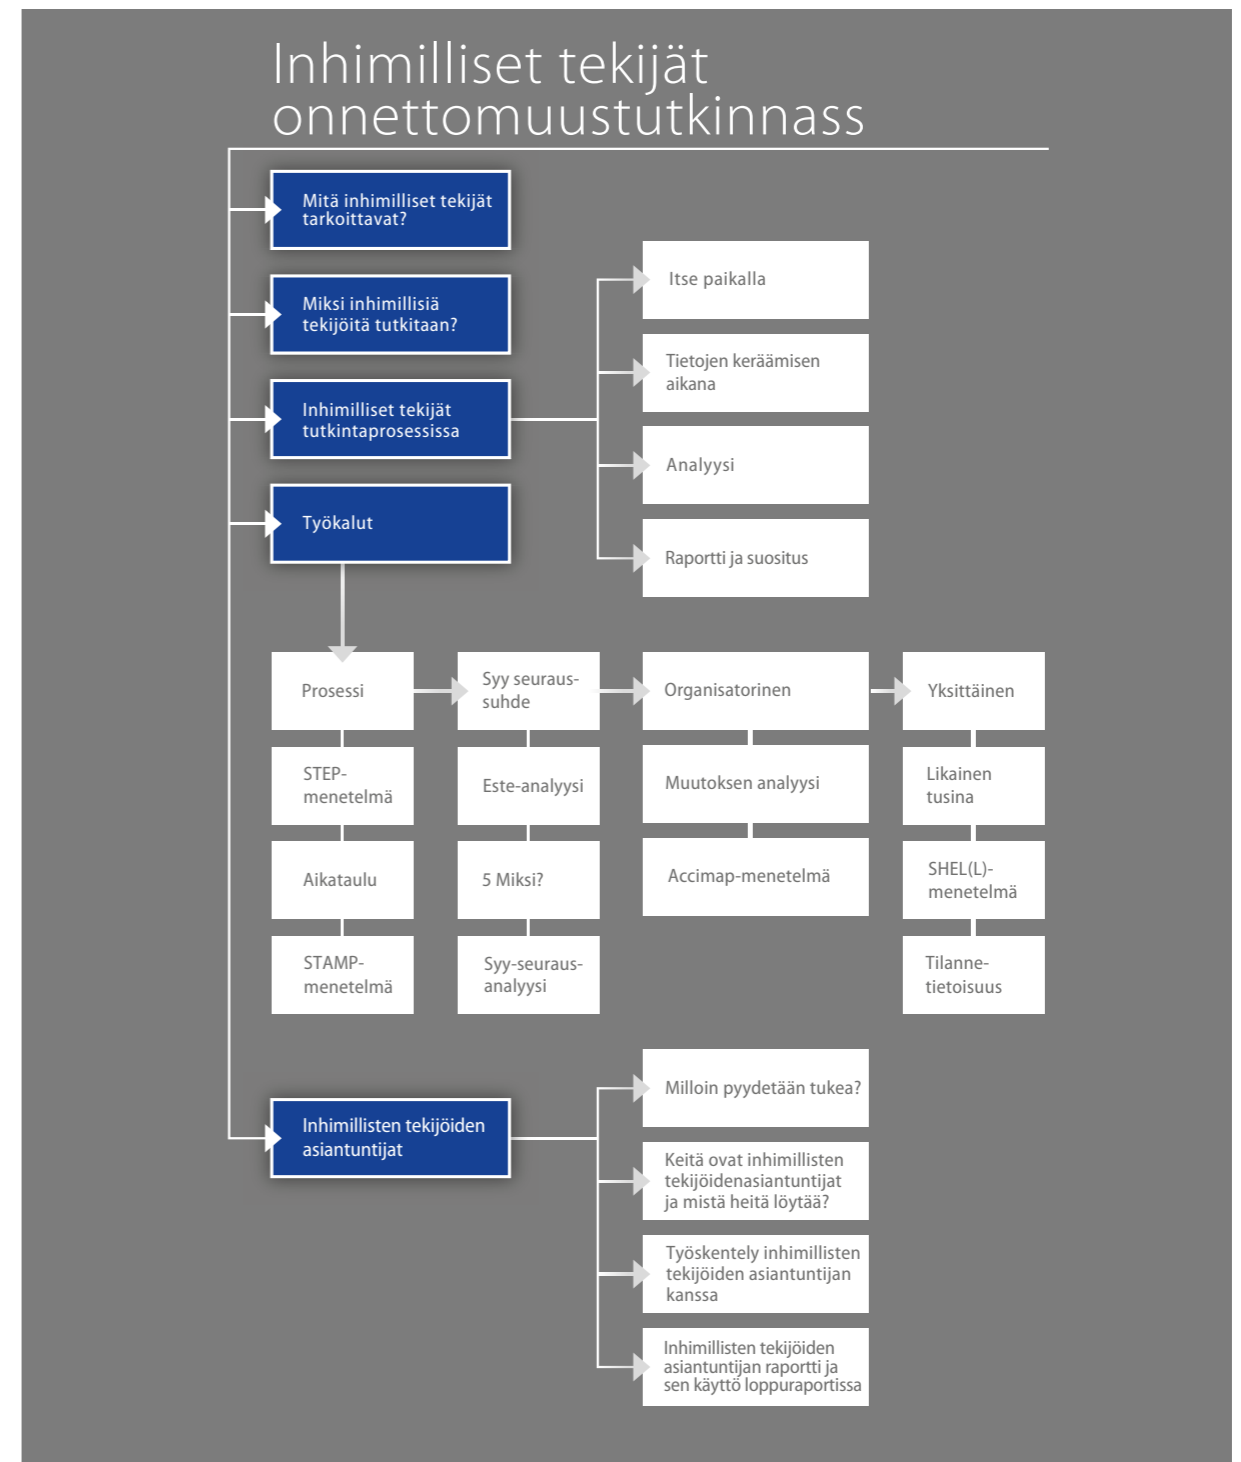 Inhimilliset tekijät
onnettomuustutkinnass
Mitä inhimilliset tekijät
tarkoittavat?
Miksi inhimillisiä
tekijöitä tutkitaan?
Inhimilliset tekijät
tutkintaprosessissa
Itse paikalla
Tietojen keräämisen
aikana
Analyysi
Raportti ja suositus
Työkalut
Prosessi
STEP-
menetelmä
Aikataulu
STAMP-
menetelmä
Syy seuraus-
suhde
Este-analyysi
5 Miksi?
Syy-seuraus-
analyysi
Organisatorinen
Muutoksen analyysi
Accimap-menetelmä
Yksittäinen
Likainen
tusina
SHEL(L)-
menetelmä
Tilanne-
tietoisuus
Inhimillisten tekijöiden
asiantuntijat
Milloin pyydetään tukea?
Keitä ovat inhimillisten
tekijöidenasiantuntijat
ja mistä heitä löytää?
Työskentely inhimillisten
tekijöiden asiantuntijan
kanssa
Inhimillisten tekijöiden
asiantuntijan raportti ja
sen käyttö loppuraportissa